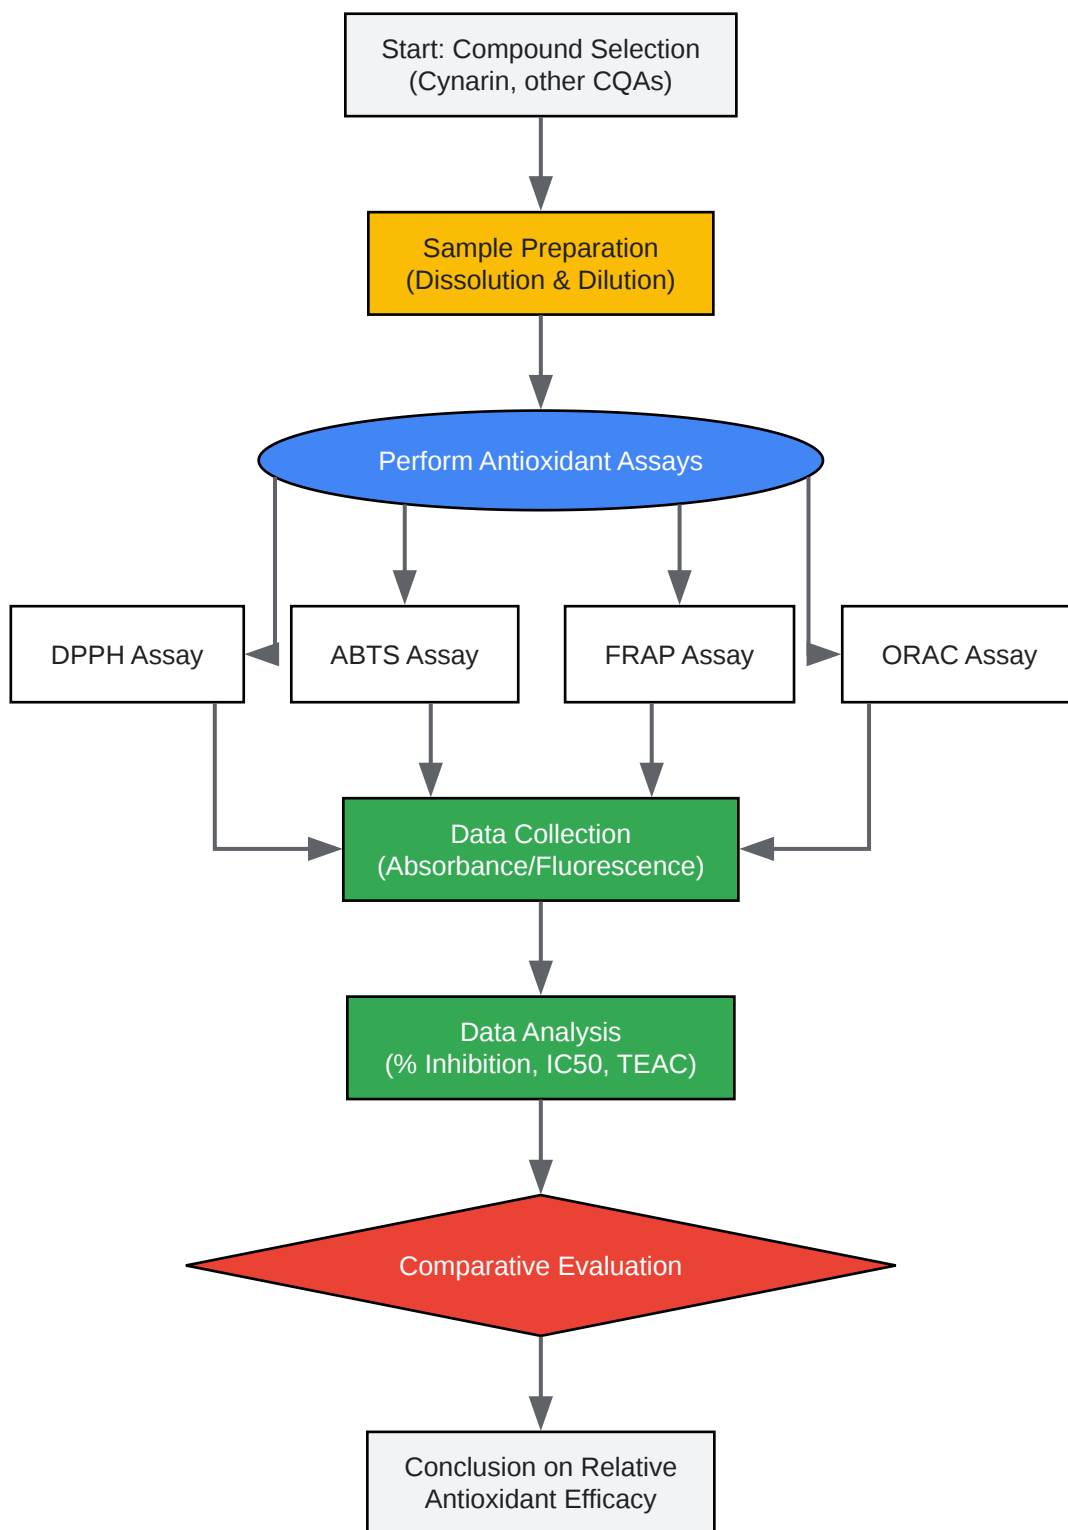 Start: Compound Selection
(Cynarin, other CQAs)
Sample Preparation
(Dissolution & Dilution)
Perform Antioxidant Assays
DPPH Assay
ABTS Assay
FRAP Assay
ORAC Assay
Data Collection
(Absorbance/Fluorescence)
Data Analysis
(% Inhibition, IC50, TEAC)
Comparative Evaluation
Conclusion on Relative
Antioxidant Efficacy